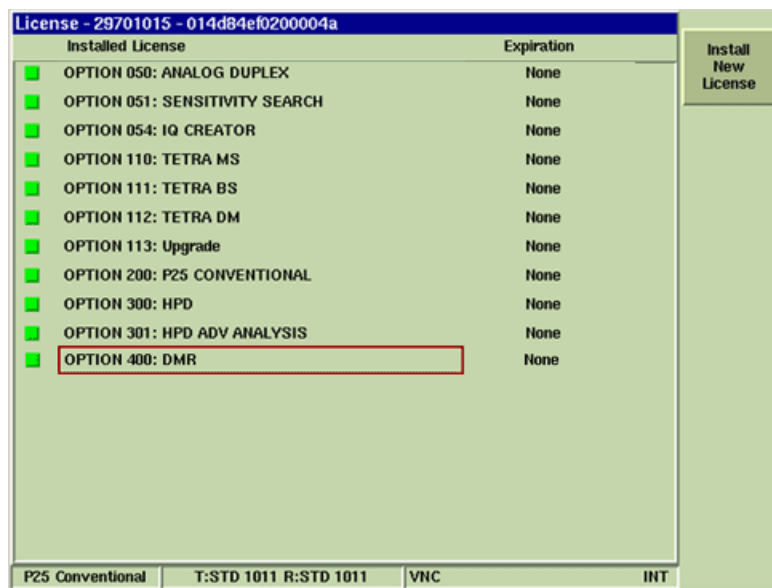 License - 29701015 - 014d84ef0200004a
Installed License Expiration
OPTION 050: ANALOG DUPLEX None
OPTION 051: SENSITIVITY SEARCH None
OPTION 054: IQ CREATOR None
OPTION 110: TETRA MS None
OPTION 111: TETRA BS None
OPTION 112: TETRA DM None
OPTION 113: Upgrade None
OPTION 200: P25 CONVENTIONAL None
OPTION 300: HPD None
OPTION 301: HPD ADV ANALYSIS None
OPTION 400: DMR None
Install
New
License
P25 Conventional T:STD 1011 R:STD 1011 VNC INT